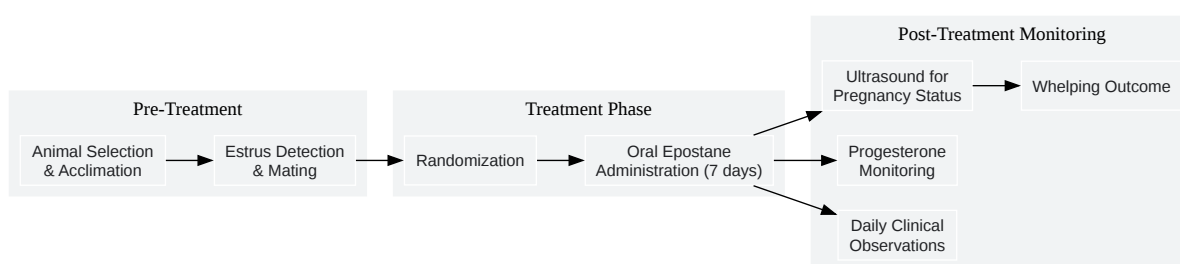 Pre-Treatment
Animal Selection
& Acclimation
Estrus Detection
& Mating
Treatment Phase
Randomization
Oral Epostane
Administration (7 days)
Post-Treatment Monitoring
Ultrasound for
Pregnancy Status
Whelping Outcome
Progesterone
Monitoring
Daily Clinical
Observations